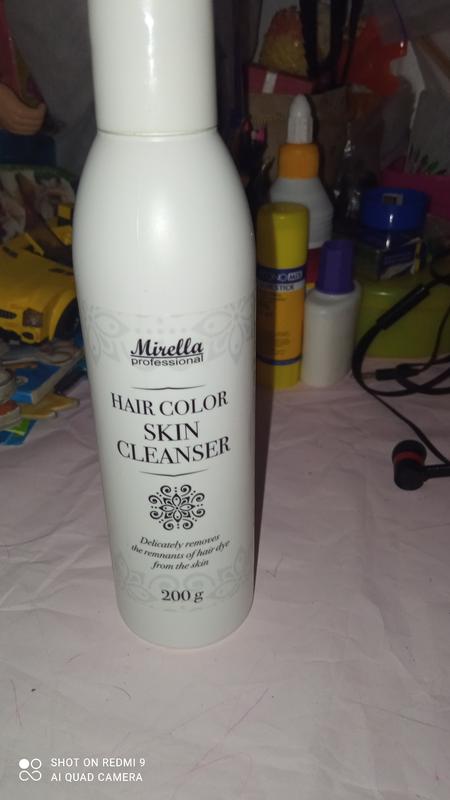 Mirella
professional
HAIR COLOR
SKIN
CLEANSER
Delicately removes
the remnants of hair dye
from the skin
200 g
STICK
SHOT ON REDMI 9
AI QUAD CAMERA